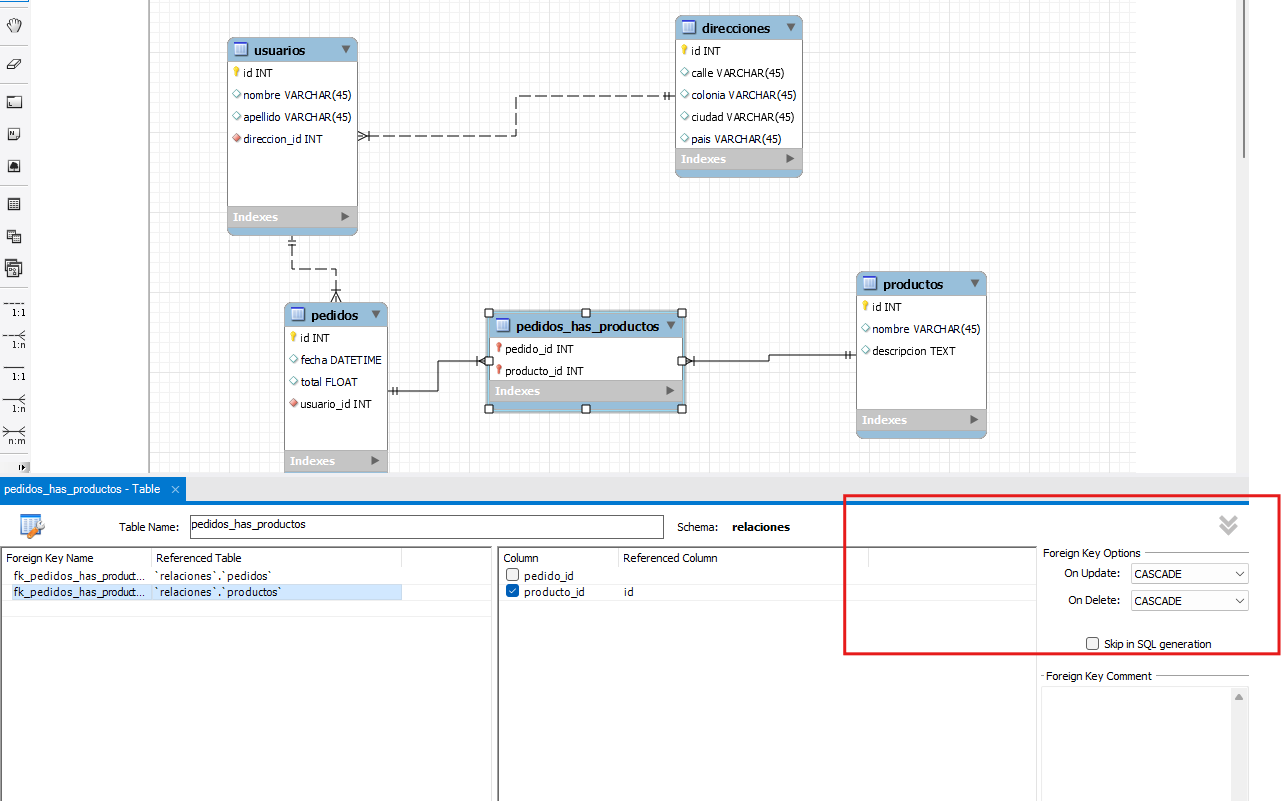 usuarios
id INT
nombre VARCHAR(45)
apellido VARCHAR(45)
direccion_id INT
Indexes
direcciones
id INT
calle VARCHAR(45)
colonia VARCHAR(45)
ciudad VARCHAR(45)
pais VARCHAR(45)
Indexes
pedidos
id INT
fecha DATETIME
total FLOAT
usuario_id INT
Indexes
pedidos_has_productos
pedido_id INT
producto_id INT
Indexes
productos
id INT
nombre VARCHAR(45)
descripcion TEXT
Indexes
1:1
1:n
1:1
1:n
n:m
pedidos_has_productos - Table
Table Name: pedidos_has_productos Schema: relaciones
Foreign Key Name Referenced Table
fk_pedidos_has_product... `relaciones`.`pedidos`
fk_pedidos_has_product... `relaciones`.`productos`
Column Referenced Column
pedido_id
producto_id id
Foreign Key Options
On Update: CASCADE
On Delete: CASCADE
Skip in SQL generation
Foreign Key Comment